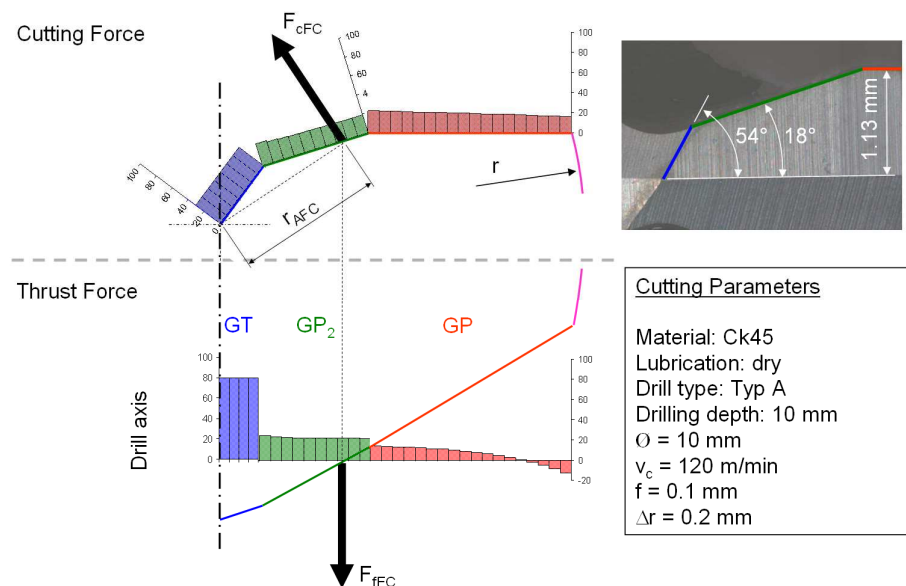 Cutting Force
F_cFC
100
80
60
4
100
80
60
40
20
0
100
80
60
40
20
0
r
r_AFC
54°
18°
1.13 mm
Thrust Force
GT
GP₂
GP
Drill axis
100
80
60
40
20
0
100
80
60
40
20
0
-20
F_fFC
Cutting Parameters
Material: Ck45
Lubrication: dry
Drill type: Typ A
Drilling depth: 10 mm
Ø = 10 mm
v_c = 120 m/min
f = 0.1 mm
Δr = 0.2 mm